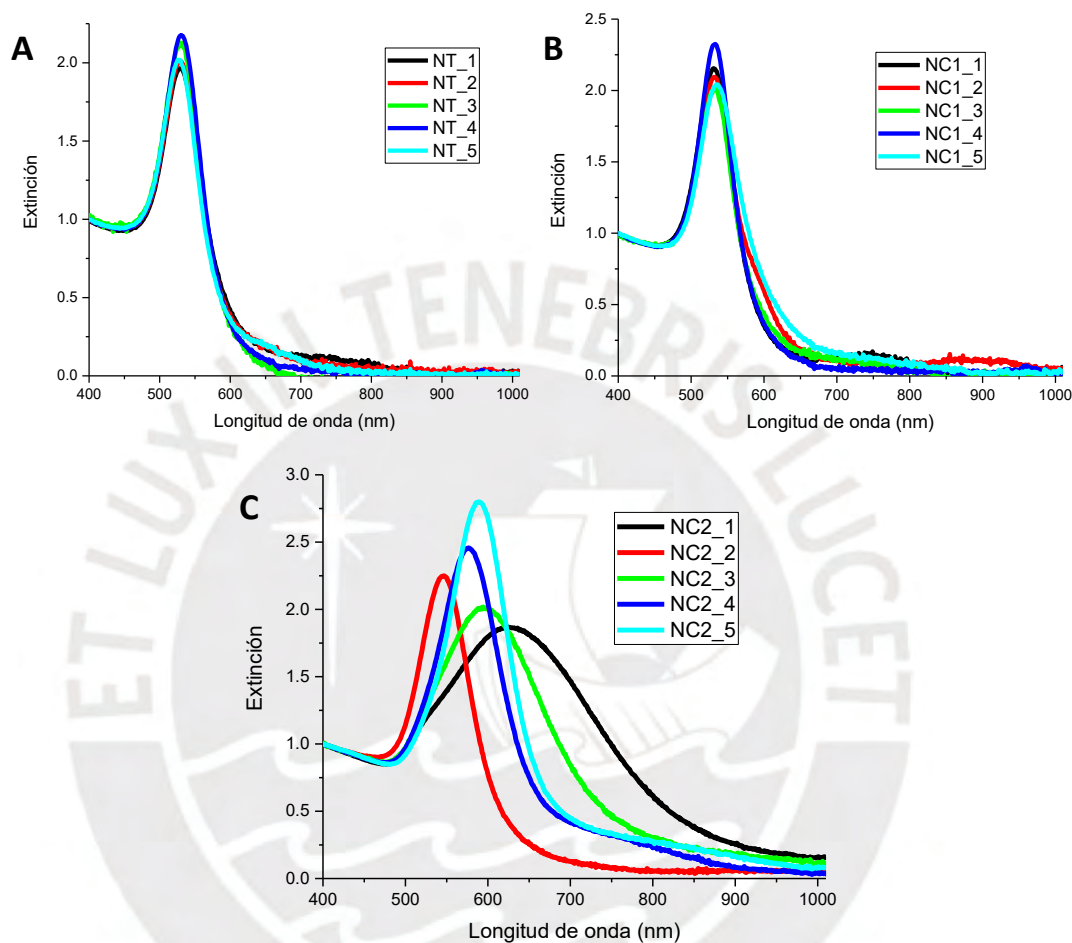 A
Extinción
2.0
1.5
1.0
0.5
0.0
400 500 600 700 800 900 1000
Longitud de onda (nm)
NT_1
NT_2
NT_3
NT_4
NT_5
B
Extinción
2.5
2.0
1.5
1.0
0.5
0.0
400 500 600 700 800 900 1000
Longitud de onda (nm)
NC1_1
NC1_2
NC1_3
NC1_4
NC1_5
C
Extinción
3.0
2.5
2.0
1.5
1.0
0.5
0.0
400 500 600 700 800 900 1000
Longitud de onda (nm)
NC2_1
NC2_2
NC2_3
NC2_4
NC2_5
ET LUX IN TENEBRIS LUCET